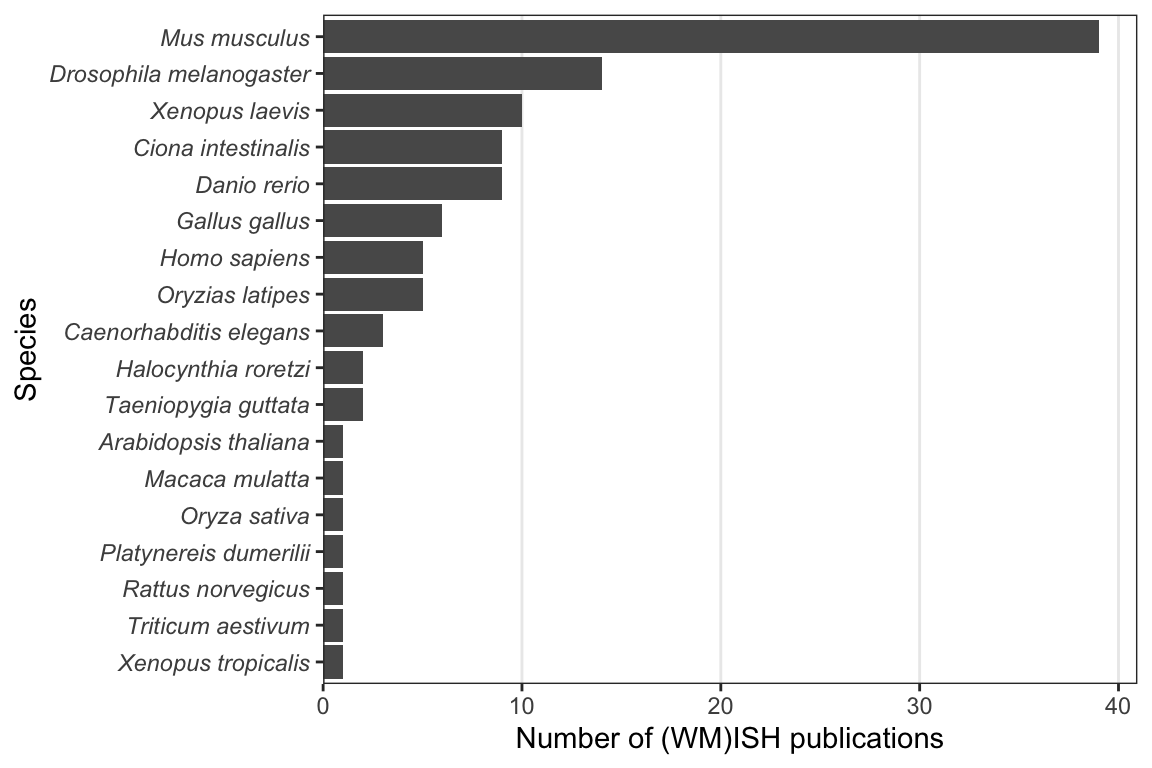 Species
Mus musculus
Drosophila melanogaster
Xenopus laevis
Ciona intestinalis
Danio rerio
Gallus gallus
Homo sapiens
Oryzias latipes
Caenorhabditis elegans
Halocynthia roretzi
Taeniopygia guttata
Arabidopsis thaliana
Macaca mulatta
Oryza sativa
Platynereis dumerilii
Rattus norvegicus
Triticum aestivum
Xenopus tropicalis
0 10 20 30 40
Number of (WM)ISH publications